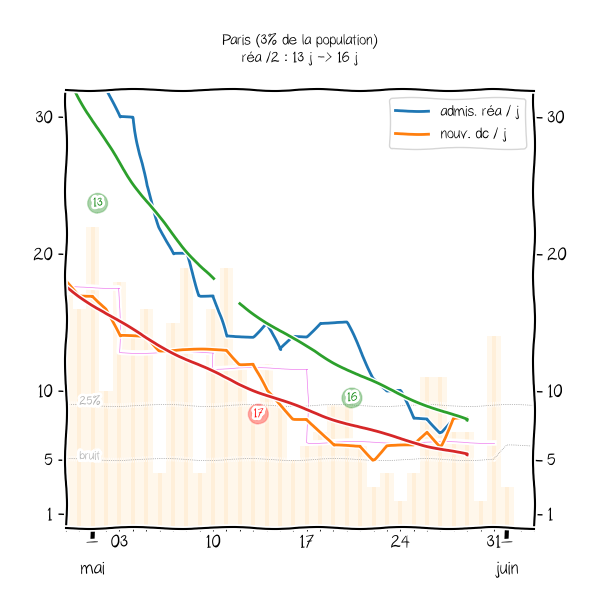 Paris (3% de la population)
réa /2 : 13 j -> 16 j
admis. réa / j
nouv. dc / j
30
30
13
20
20
16
10
10
25%
17
bruit
5
5
1
1
03
10
17
24
31
mai
juin